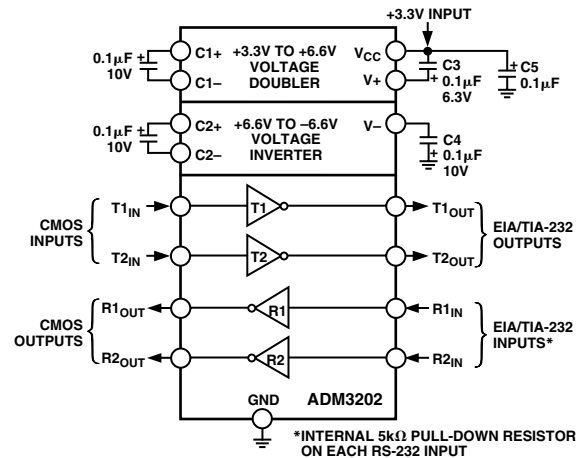 +3.3V INPUT
0.1μF
10V
+
C1+
C1–
+3.3V TO +6.6V
VOLTAGE
DOUBLER
VCC
V+
C3
+ 0.1μF
6.3V
+ C5
0.1μF
0.1μF
10V
+
C2+
C2–
+6.6V TO –6.6V
VOLTAGE
INVERTER
V–
C4
+ 0.1μF
10V
CMOS
INPUTS
T1IN
T1
T1OUT
T2IN
T2
T2OUT
EIA/TIA-232
OUTPUTS
CMOS
OUTPUTS
R1OUT
R1
R1IN
R2OUT
R2
R2IN
EIA/TIA-232
INPUTS*
GND
ADM3202
*INTERNAL 5kΩ PULL-DOWN RESISTOR
ON EACH RS-232 INPUT